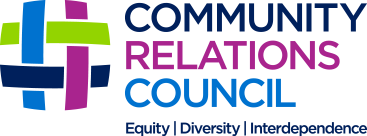 COMMUNITY
RELATIONS
COUNCIL
Equity | Diversity | Interdependence